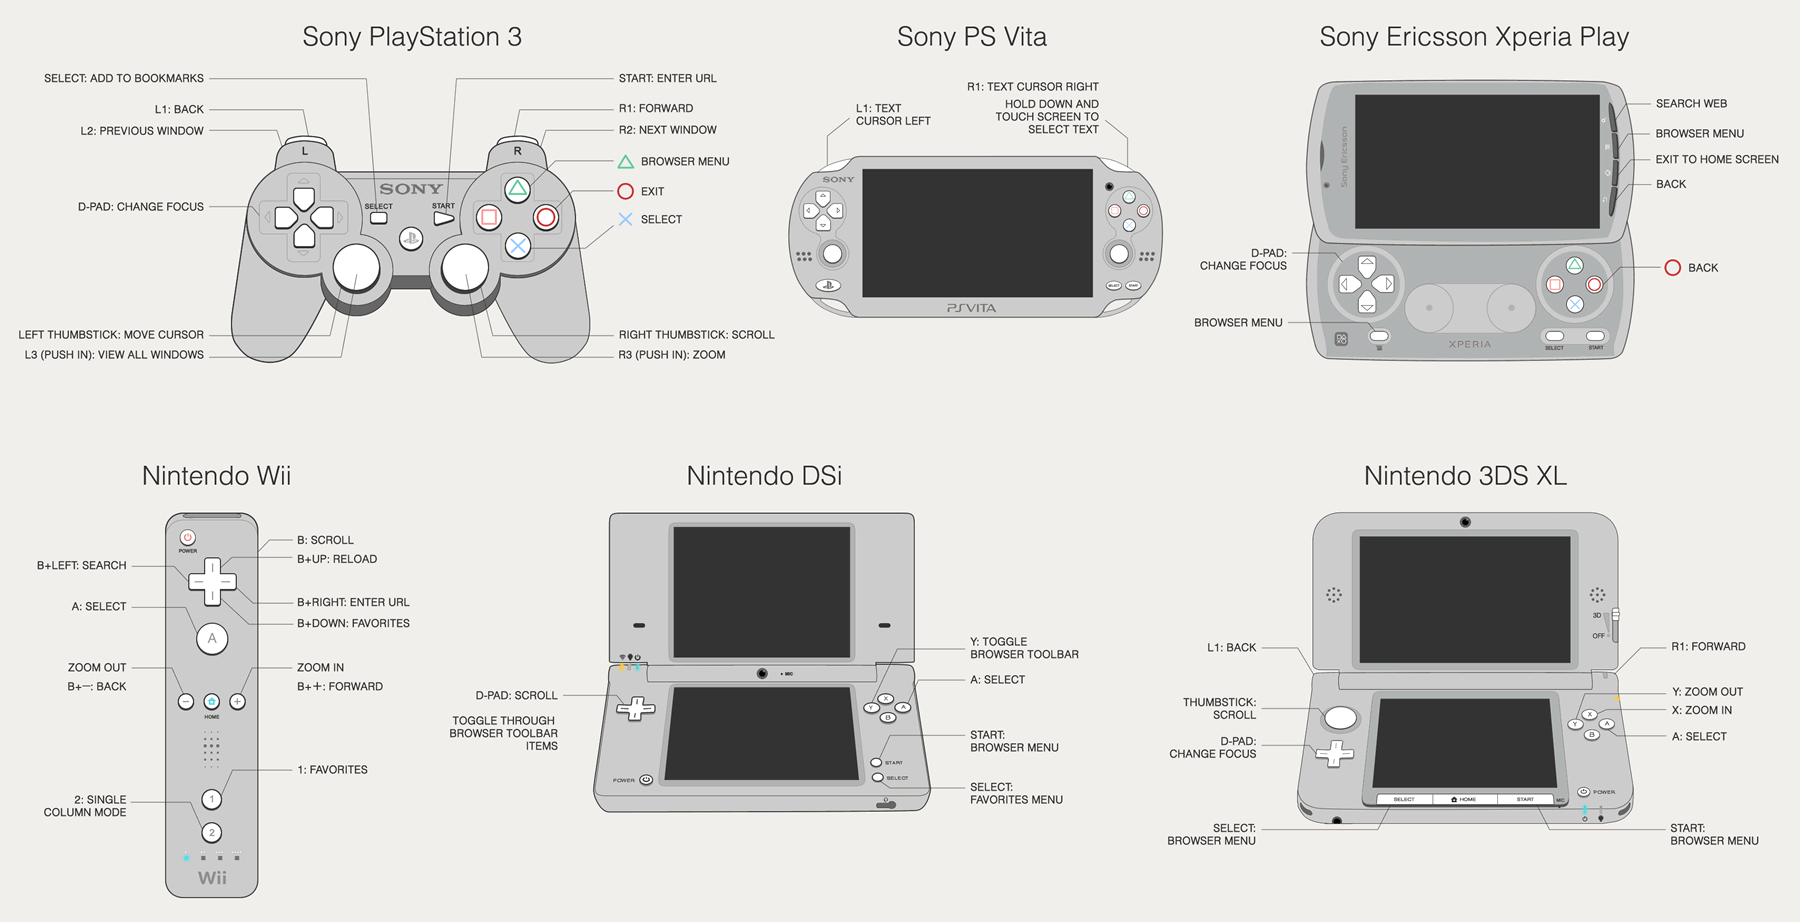 Sony PlayStation 3
SELECT: ADD TO BOOKMARKS
L1: BACK
L2: PREVIOUS WINDOW
D-PAD: CHANGE FOCUS
LEFT THUMBSTICK: MOVE CURSOR
L3 (PUSH IN): VIEW ALL WINDOWS
START: ENTER URL
R1: FORWARD
R2: NEXT WINDOW
BROWSER MENU
EXIT
SELECT
RIGHT THUMBSTICK: SCROLL
R3 (PUSH IN): ZOOM
L
R
SONY
SELECT
START
Sony PS Vita
L1: TEXT
CURSOR LEFT
R1: TEXT CURSOR RIGHT
HOLD DOWN AND
TOUCH SCREEN TO
SELECT TEXT
SONY
SELECT
START
PSVITA
Sony Ericsson Xperia Play
SEARCH WEB
BROWSER MENU
EXIT TO HOME SCREEN
BACK
Sony Ericsson
D-PAD:
CHANGE FOCUS
BACK
BROWSER MENU
XPERIA
SELECT
START
Nintendo Wii
POWER
B: SCROLL
B+UP: RELOAD
B+LEFT: SEARCH
B+RIGHT: ENTER URL
A: SELECT
B+DOWN: FAVORITES
A
ZOOM OUT
B+−: BACK
ZOOM IN
B++: FORWARD
HOME
1: FAVORITES
2: SINGLE
COLUMN MODE
1
2
Wii
Nintendo DSi
MIC
Y: TOGGLE
BROWSER TOOLBAR
A: SELECT
D-PAD: SCROLL
TOGGLE THROUGH
BROWSER TOOLBAR
ITEMS
X
Y
A
B
START:
BROWSER MENU
START
SELECT
SELECT:
FAVORITES MENU
POWER
Nintendo 3DS XL
3D
OFF
L1: BACK
R1: FORWARD
THUMBSTICK:
SCROLL
D-PAD:
CHANGE FOCUS
Y: ZOOM OUT
X: ZOOM IN
A: SELECT
X
Y
A
B
SELECT
HOME
START
MIC
POWER
SELECT:
BROWSER MENU
START:
BROWSER MENU